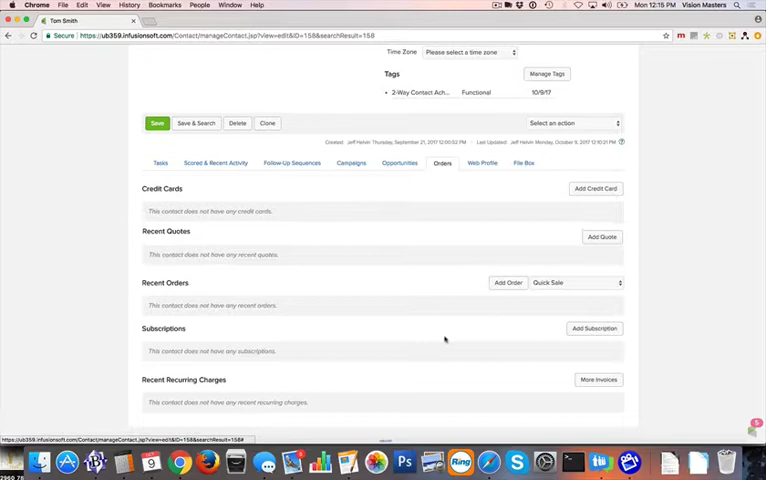 Chrome File Edit View History Bookmarks People Window Help
Mon 12:15 PM Vision Masters
Tom Smith
Secure https://ub359.infusionsoft.com/Contact/manageContact.jsp?view=edit&ID=158&searchResult=158
Time Zone Please select a time zone
Tags Manage Tags
2-Way Contact Ach... Functional 10/9/17
Save Save & Search Delete Clone Select an action
Created: Jeff Helvin Thursday, September 21, 2017 12:00:52 PM | Last Updated: Jeff Helvin Monday, October 9, 2017 12:10:21 PM
Tasks Scored & Recent Activity Follow-Up Sequences Campaigns Opportunities Orders Web Profile File Box
Credit Cards Add Credit Card
This contact does not have any credit cards.
Recent Quotes Add Quote
This contact does not have any recent quotes.
Recent Orders Add Order Quick Sale
This contact does not have any recent orders.
Subscriptions Add Subscription
This contact does not have any subscriptions.
Recent Recurring Charges More Invoices
This contact does not have any recent recurring charges.
https://ub359.infusionsoft.com/Contact/manageContact.jsp?view=edit&ID=158&searchResult=158#